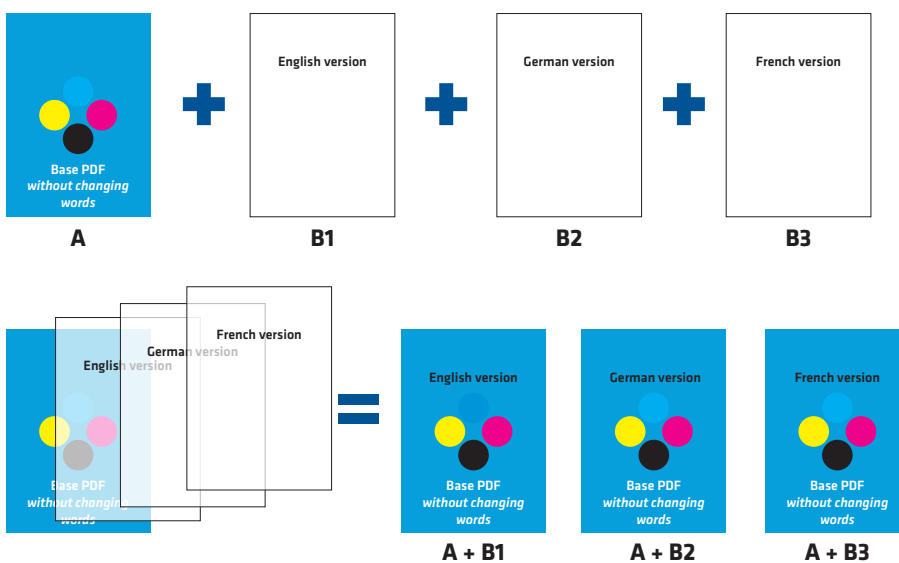 English version
German version
French version
Base PDF
without changing
words
A
B1
B2
B3
French version
German version
English version
Base PDF
without changing
words
English version
German version
French version
Base PDF
without changing
words
Base PDF
without changing
words
Base PDF
without changing
words
A + B1
A + B2
A + B3